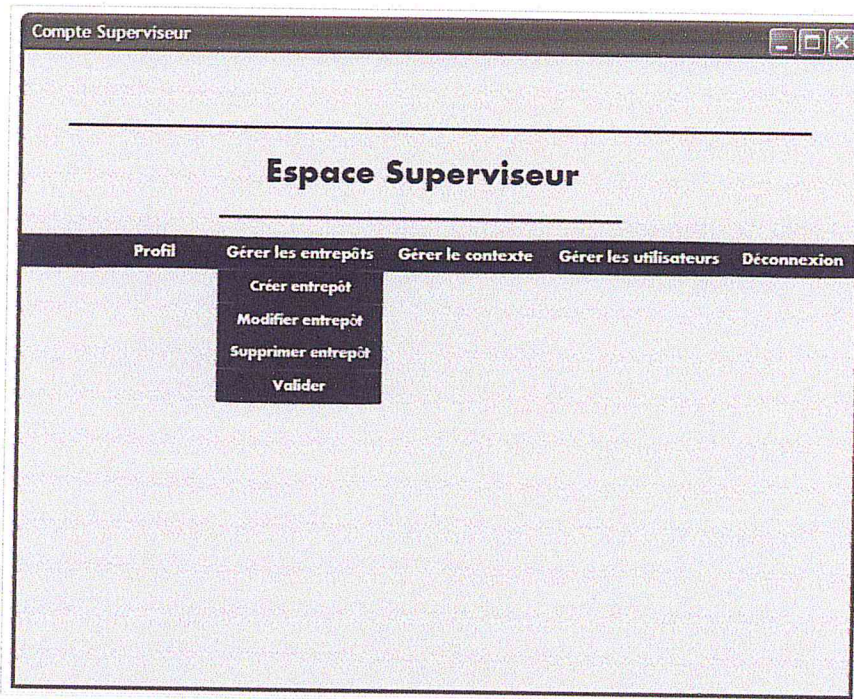 Compte Superviseur
Espace Superviseur
Profil Gérer les entrepôts Gérer le contexte Gérer les utilisateurs Déconnexion
Créer entrepôt
Modifier entrepôt
Supprimer entrepôt
Valider